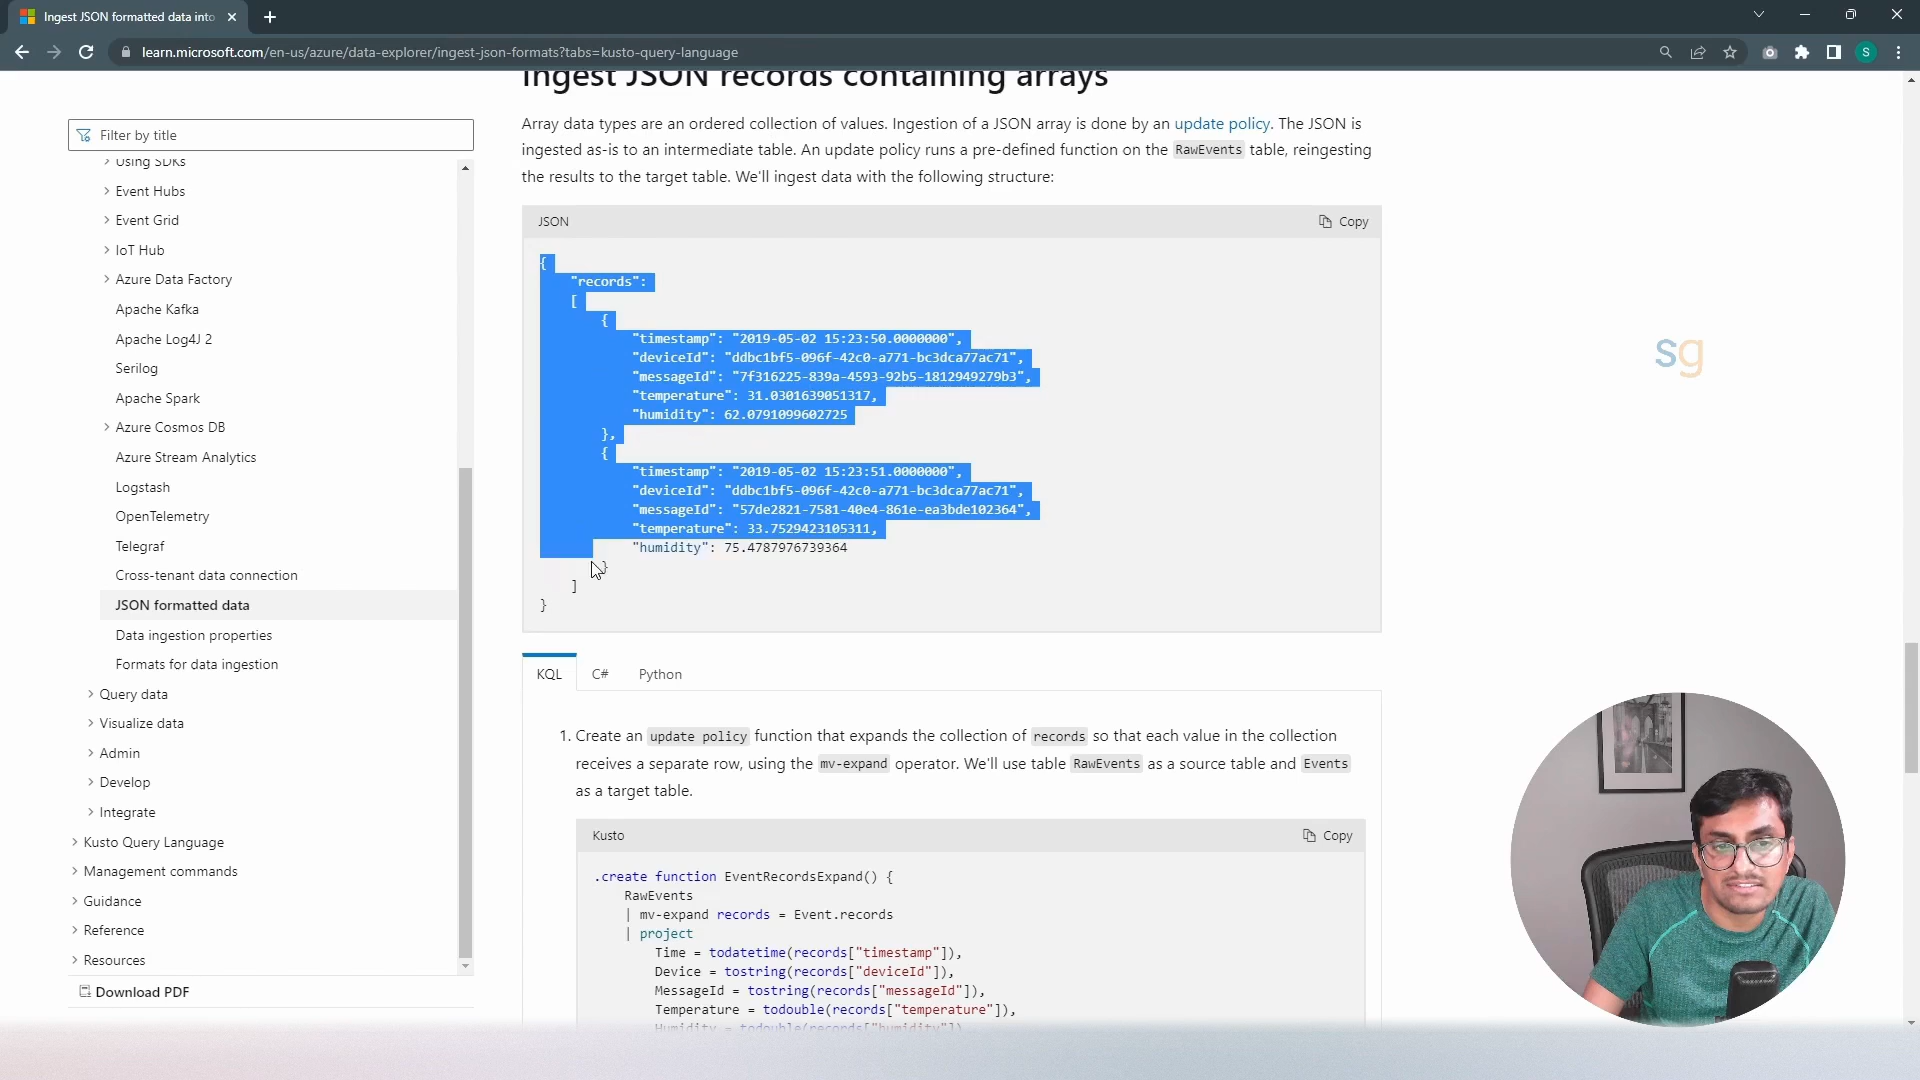 Ingest JSON formatted data into
learn.microsoft.com/en-us/azure/data-explorer/ingest-json-formats?tabs=kusto-query-language
S
Filter by title
Using SDKs
Event Hubs
Event Grid
IoT Hub
Azure Data Factory
Apache Kafka
Apache Log4J 2
Serilog
Apache Spark
Azure Cosmos DB
Azure Stream Analytics
Logstash
OpenTelemetry
Telegraf
Cross-tenant data connection
JSON formatted data
Data ingestion properties
Formats for data ingestion
Query data
Visualize data
Admin
Develop
Integrate
Kusto Query Language
Management commands
Guidance
Reference
Resources
Download PDF
Ingest JSON records containing arrays
Array data types are an ordered collection of values. Ingestion of a JSON array is done by an update policy. The JSON is
ingested as-is to an intermediate table. An update policy runs a pre-defined function on the RawEvents table, reingesting
the results to the target table. We'll ingest data with the following structure:
JSON Copy
{
"records":
[
{
"timestamp": "2019-05-02 15:23:50.0000000",
"deviceId": "ddbc1bf5-096f-42c0-a771-bc3dca77ac71",
"messageId": "7f316225-839a-4593-92b5-1812949279b3",
"temperature": 31.0301639051317,
"humidity": 62.0791099602725
},
{
"timestamp": "2019-05-02 15:23:51.0000000",
"deviceId": "ddbc1bf5-096f-42c0-a771-bc3dca77ac71",
"messageId": "57de2821-7581-40e4-861e-ea3bde102364",
"temperature": 33.7529423105311,
"humidity": 75.4787976739364
}
]
}
KQL C# Python
1. Create an update policy function that expands the collection of records so that each value in the collection
receives a separate row, using the mv-expand operator. We'll use table RawEvents as a source table and Events
as a target table.
Kusto Copy
.create function EventRecordsExpand() {
RawEvents
| mv-expand records = Event.records
| project
Time = todatetime(records["timestamp"]),
Device = tostring(records["deviceId"]),
MessageId = tostring(records["messageId"]),
Temperature = todouble(records["temperature"]),
Humidity = todouble(records["humidity"])
sg